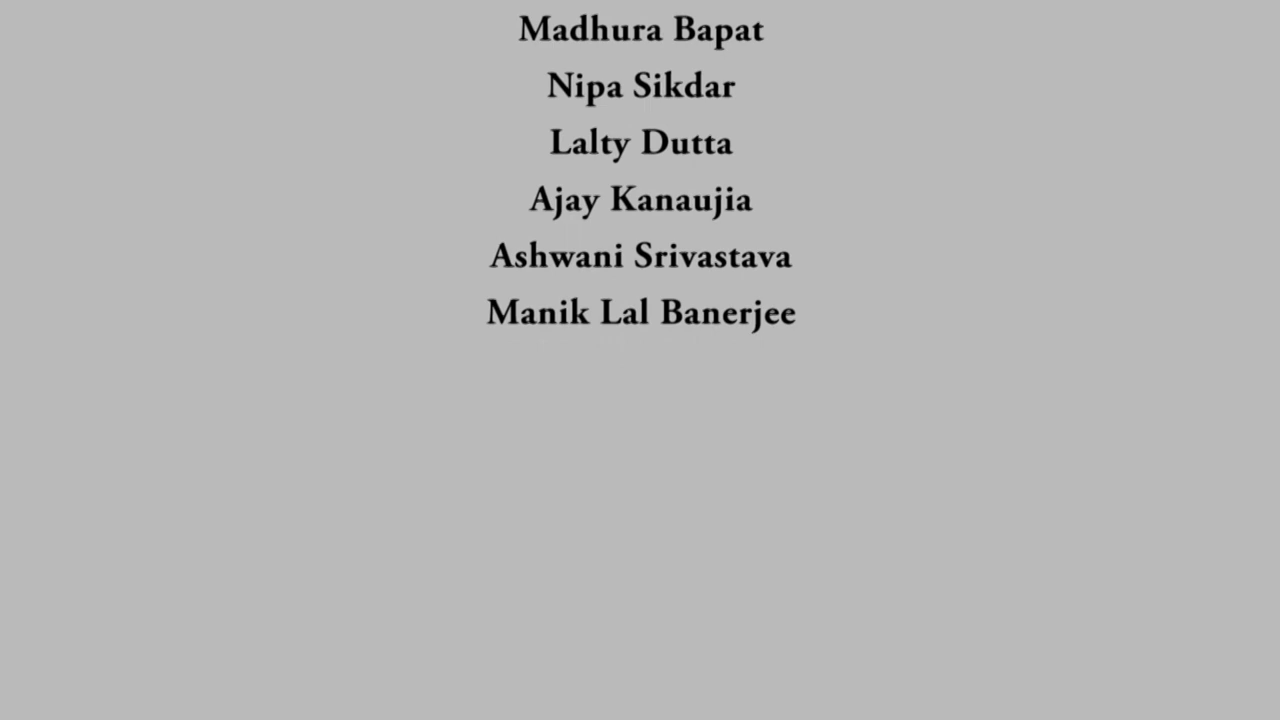 Madhura Bapat
Nipa Sikdar
Lalty Dutta
Ajay Kanaujia
Ashwani Srivastava
Manik Lal Banerjee